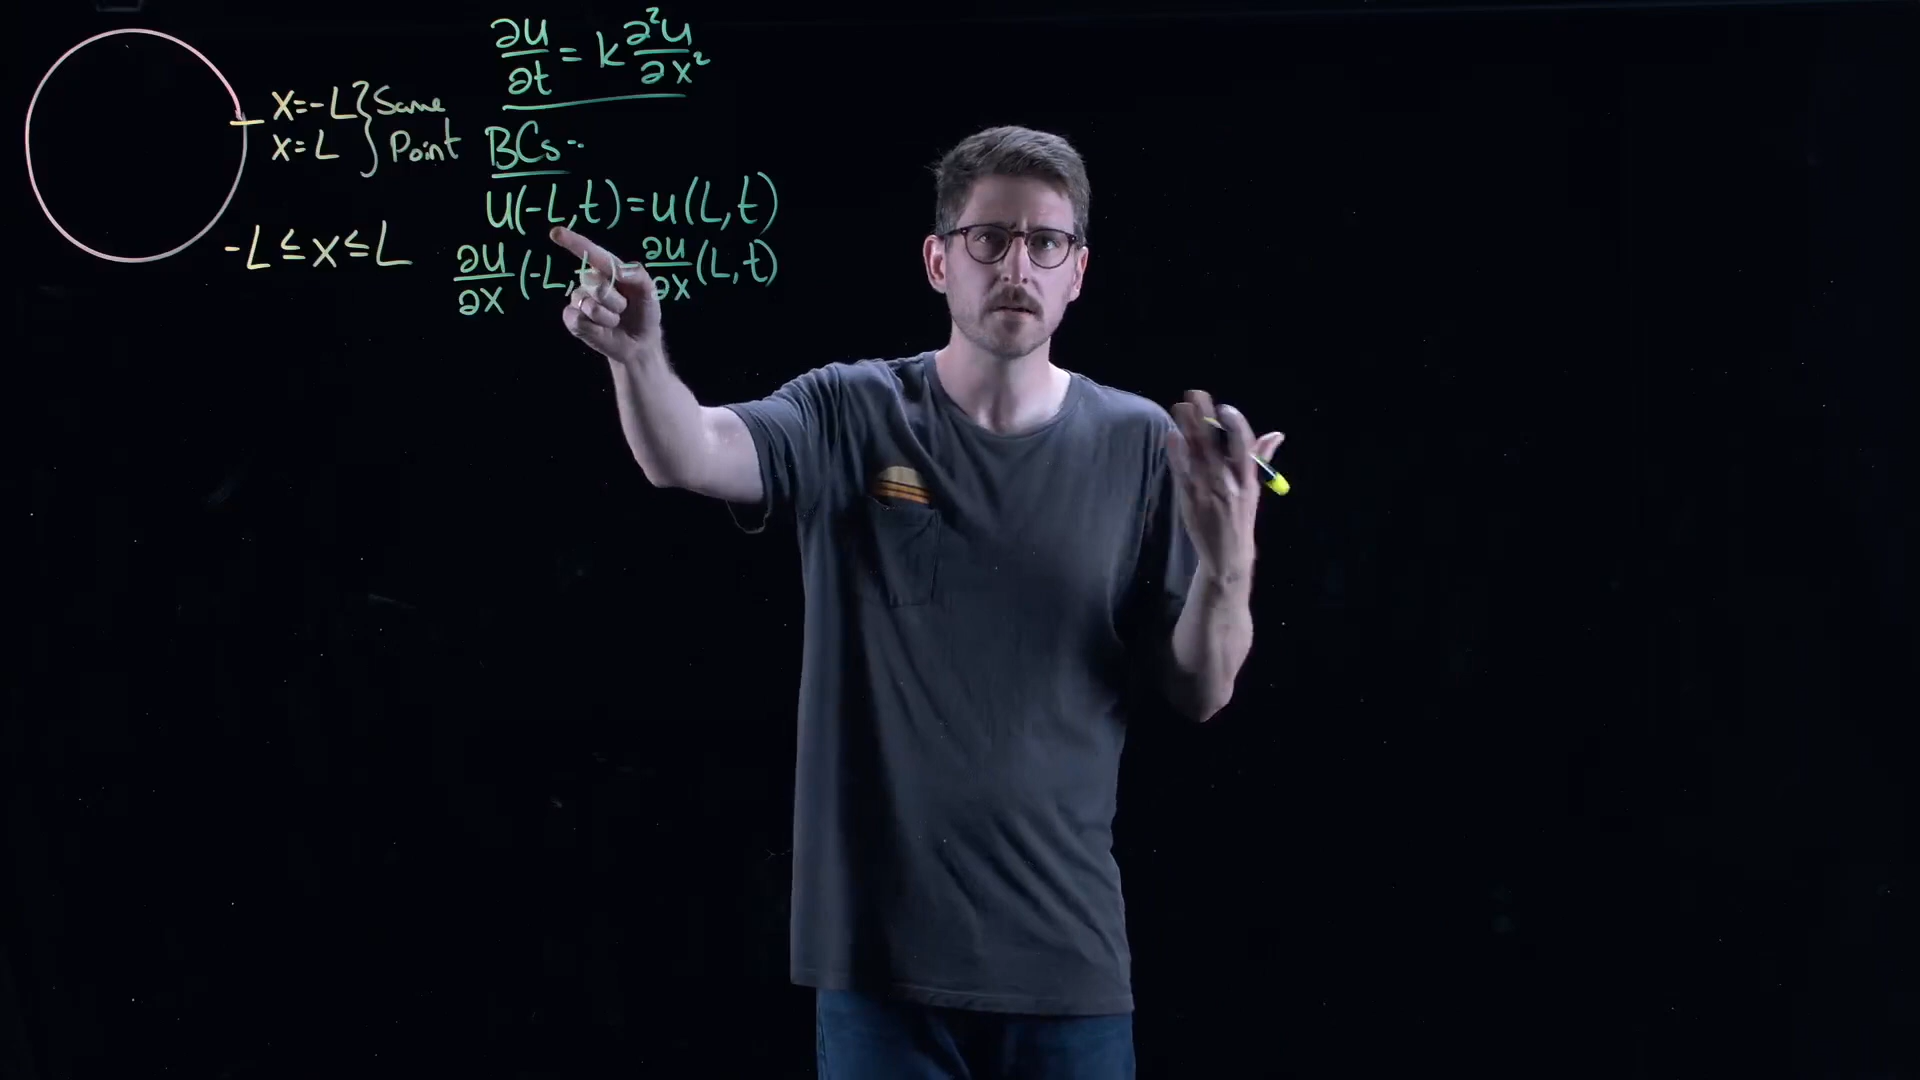 x=-L } Same
x=L } Point
-L ≤ x ≤ L
∂u/∂t = k ∂²u/∂x²
BCs:
u(-L,t)=u(L,t)
∂u/∂x (-L,t)=∂u/∂x (L,t)